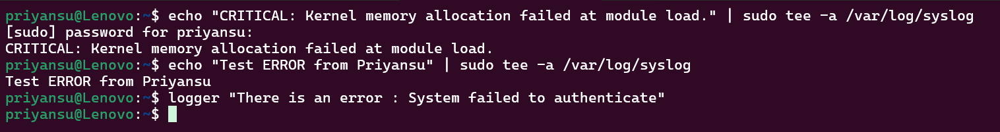 priyansu@Lenovo:~$ echo "CRITICAL: Kernel memory allocation failed at module load." | sudo tee -a /var/log/syslog
[sudo] password for priyansu:
CRITICAL: Kernel memory allocation failed at module load.
priyansu@Lenovo:~$ echo "Test ERROR from Priyansu" | sudo tee -a /var/log/syslog
Test ERROR from Priyansu
priyansu@Lenovo:~$ logger "There is an error : System failed to authenticate"
priyansu@Lenovo:~$